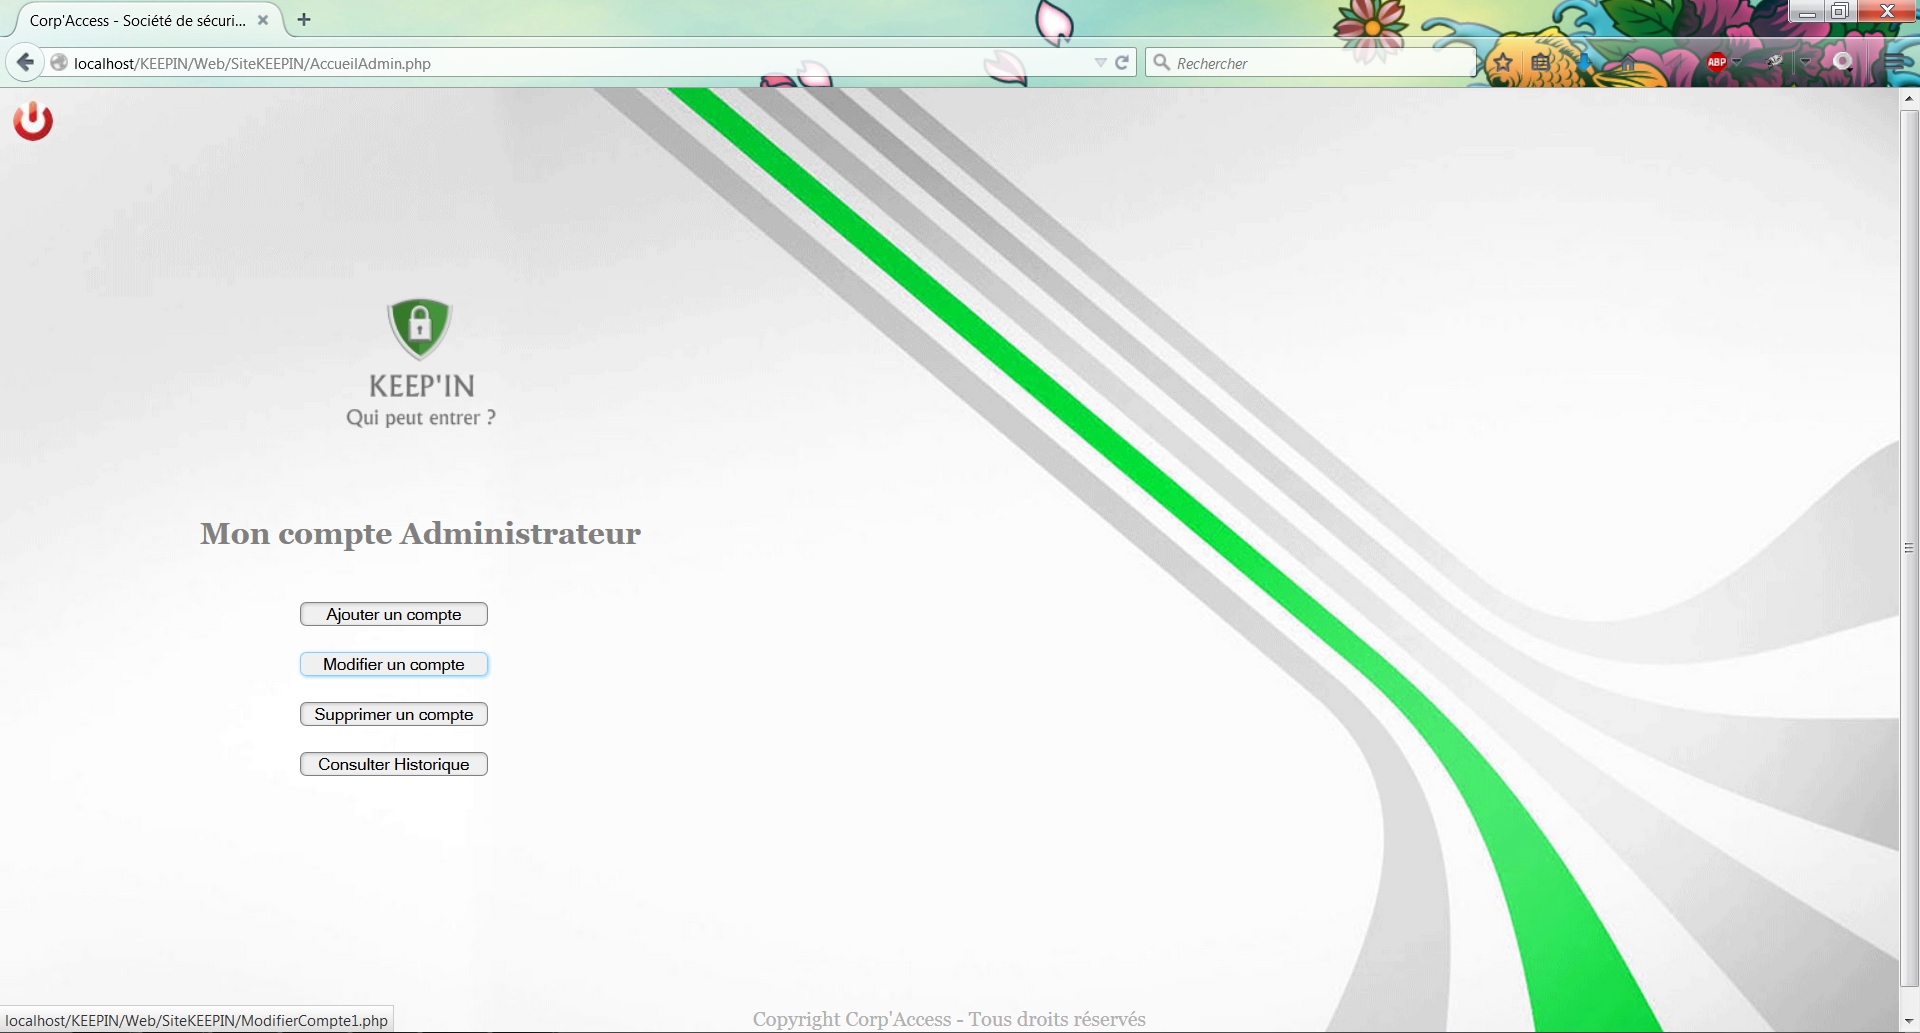 Corp'Access - Société de sécuri...
localhost/KEEPIN/Web/SiteKEEPIN/AccueilAdmin.php
Rechercher
ABP
KEEP'IN
Qui peut entrer ?
Mon compte Administrateur
Ajouter un compte
Modifier un compte
Supprimer un compte
Consulter Historique
localhost/KEEPIN/Web/SiteKEEPIN/ModifierCompte1.php
Copyright Corp'Access - Tous droits réservés